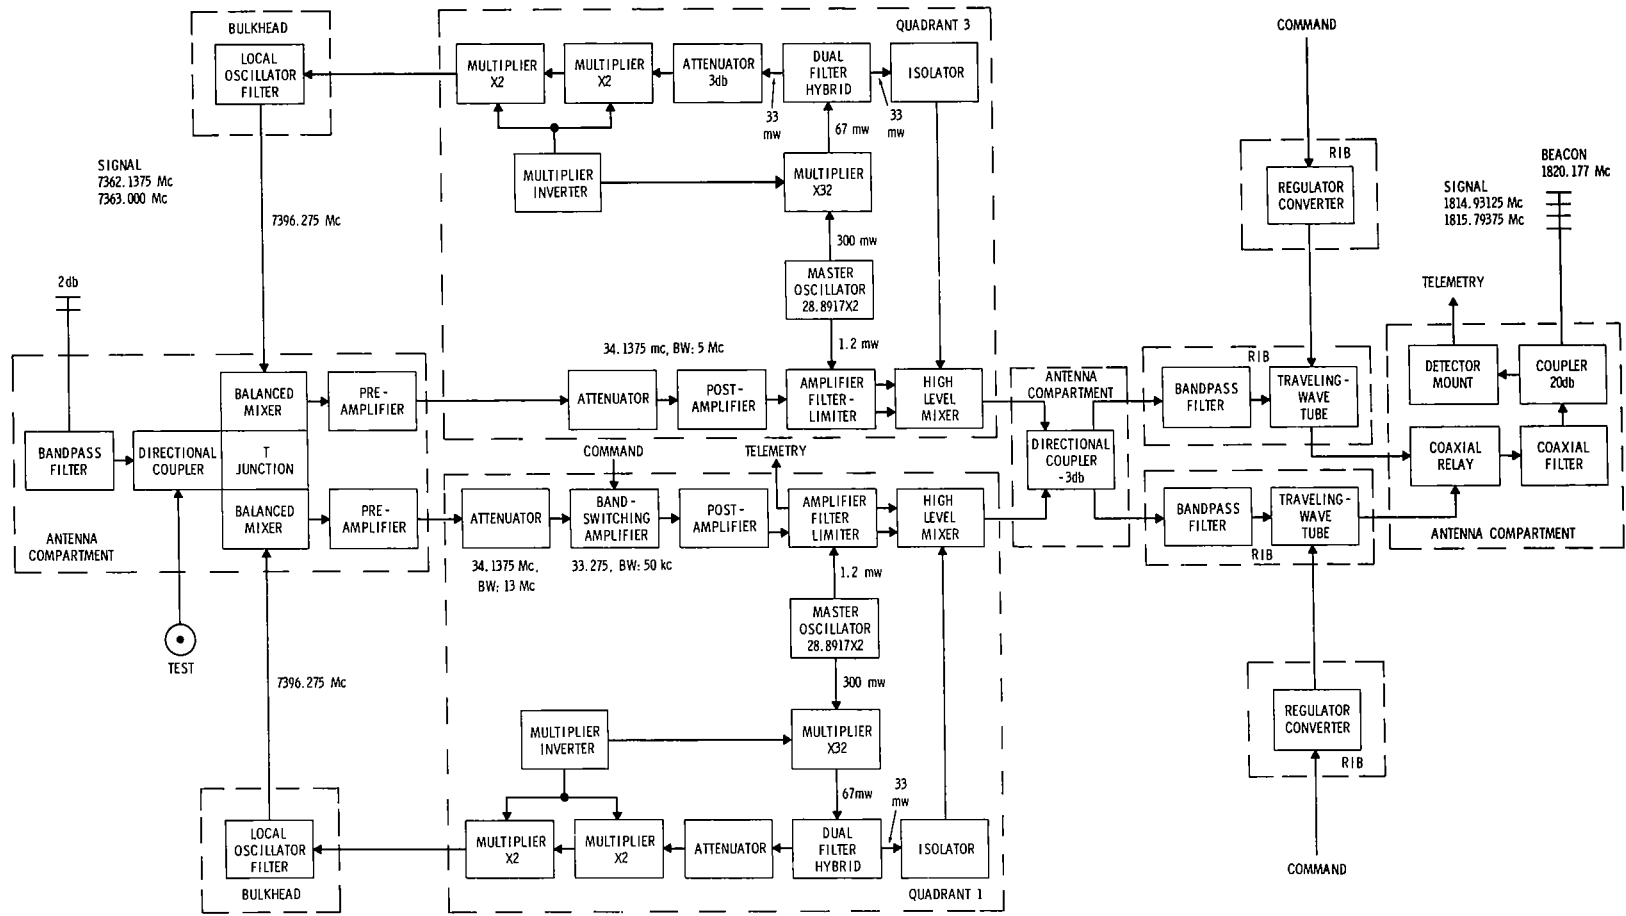 BULKHEAD
LOCAL
OSCILLATOR
FILTER
QUADRANT 3
MULTIPLIER
X2
MULTIPLIER
X2
ATTENUATOR
3db
DUAL
FILTER
HYBRID
ISOLATOR
33
mw
67 mw
33
mw
MULTIPLIER
INVERTER
MULTIPLIER
X32
300 mw
MASTER
OSCILLATOR
28.8917X2
1.2 mw
COMMAND
RIB
REGULATOR
CONVERTER
BEACON
1820.177 Mc
SIGNAL
1814.93125 Mc
1815.79375 Mc
SIGNAL
7362.1375 Mc
7363.000 Mc
7396.275 Mc
2db
BALANCED
MIXER
PRE-
AMPLIFIER
34.1375 mc, BW: 5 Mc
ATTENUATOR
POST-
AMPLIFIER
AMPLIFIER
FILTER-
LIMITER
HIGH
LEVEL
MIXER
ANTENNA
COMPARTMENT
RIB
BANDPASS
FILTER
TRAVELING-
WAVE
TUBE
TELEMETRY
DETECTOR
MOUNT
COUPLER
20db
BANDPASS
FILTER
DIRECTIONAL
COUPLER
T
JUNCTION
COMMAND
TELEMETRY
DIRECTIONAL
COUPLER
-3db
COAXIAL
RELAY
COAXIAL
FILTER
BALANCED
MIXER
PRE-
AMPLIFIER
ATTENUATOR
BAND-
SWITCHING
AMPLIFIER
POST-
AMPLIFIER
AMPLIFIER
FILTER
LIMITER
HIGH
LEVEL
MIXER
BANDPASS
FILTER
TRAVELING-
WAVE
TUBE
RIB
ANTENNA COMPARTMENT
ANTENNA
COMPARTMENT
34.1375 Mc,
BW: 13 Mc
33.275, BW: 50 kc
1.2 mw
MASTER
OSCILLATOR
28.8917X2
300 mw
TEST
7396.275 Mc
MULTIPLIER
INVERTER
MULTIPLIER
X32
REGULATOR
CONVERTER
RIB
67mw
33
mw
LOCAL
OSCILLATOR
FILTER
BULKHEAD
MULTIPLIER
X2
MULTIPLIER
X2
ATTENUATOR
DUAL
FILTER
HYBRID
ISOLATOR
QUADRANT 1
COMMAND